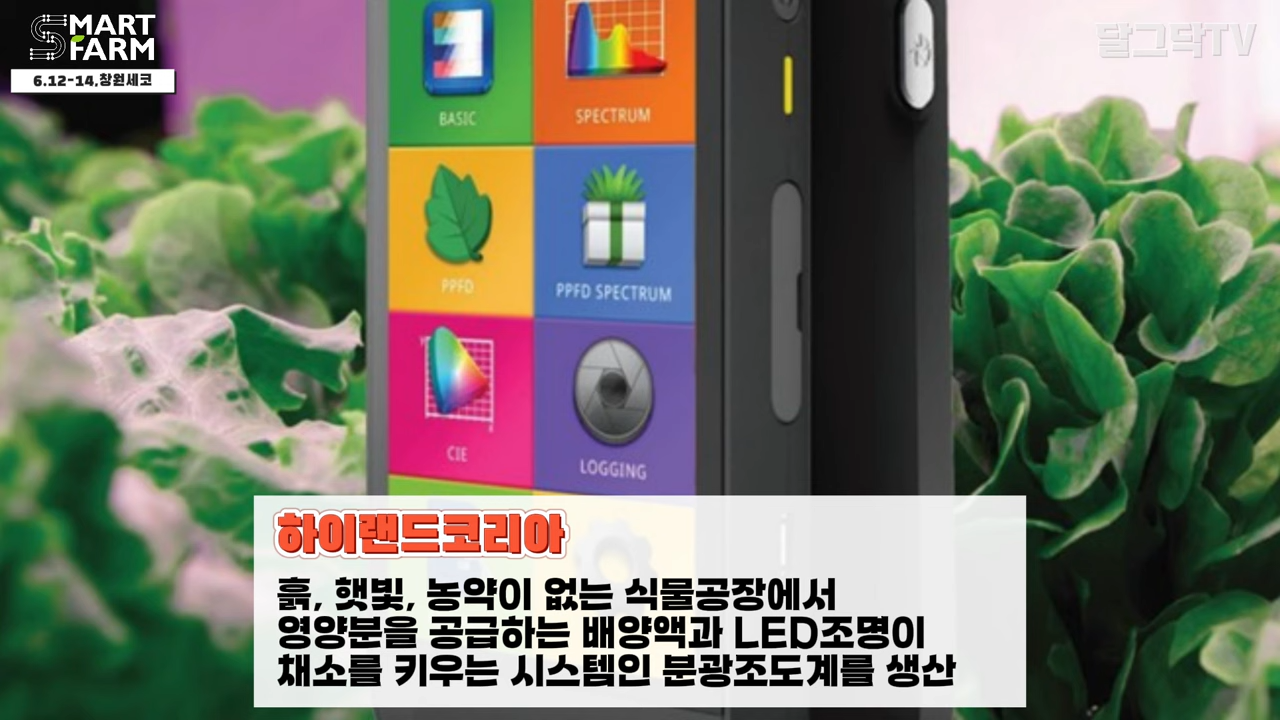 SMART
FARM
6.12-14,창원세코
달그닥TV
BASIC
SPECTRUM
PPFD
PPFD SPECTRUM
CIE
LOGGING
하이랜드코리아
흙, 햇빛, 농약이 없는 식물공장에서
영양분을 공급하는 배양액과 LED조명이
채소를 키우는 시스템인 분광조도계를 생산